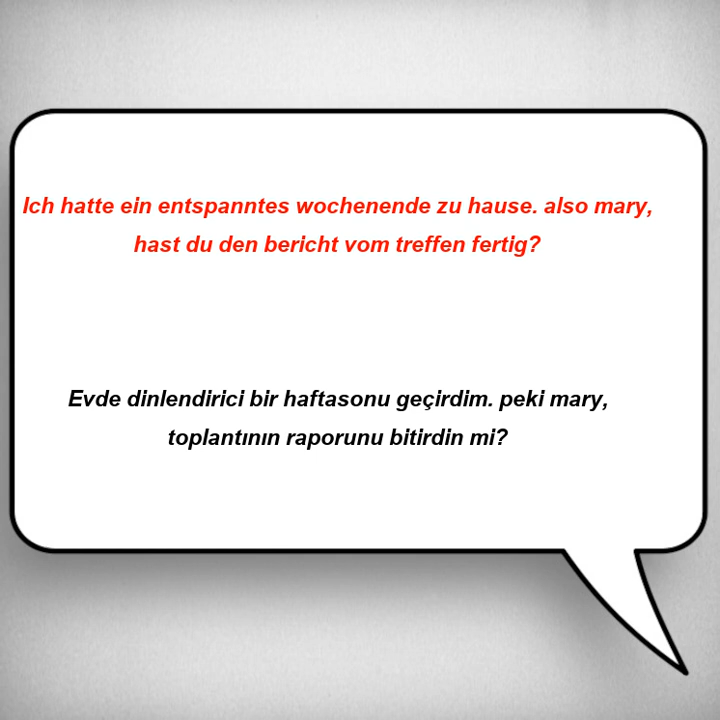 Ich hatte ein entspanntes wochenende zu hause. also mary,
hast du den bericht vom treffen fertig?
Evde dinlendirici bir haftasonu geçirdim. peki mary,
toplantının raporunu bitirdin mi?